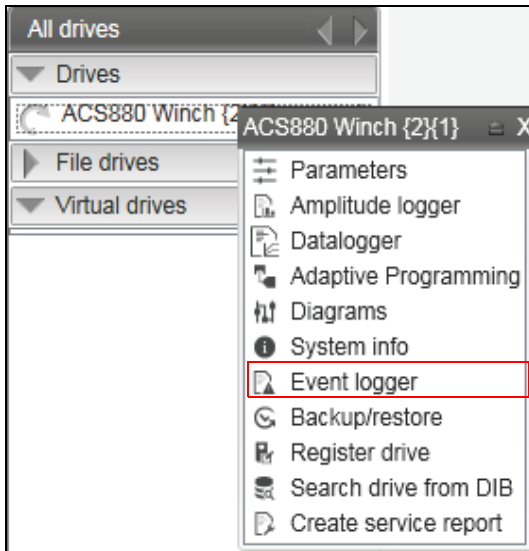 All drives
Drives
ACS880 Winch {2
ACS880 Winch {2}{1}
X
File drives
Virtual drives
Parameters
Amplitude logger
Datalogger
Adaptive Programming
Diagrams
System info
Event logger
Backup/restore
Register drive
Search drive from DIB
Create service report